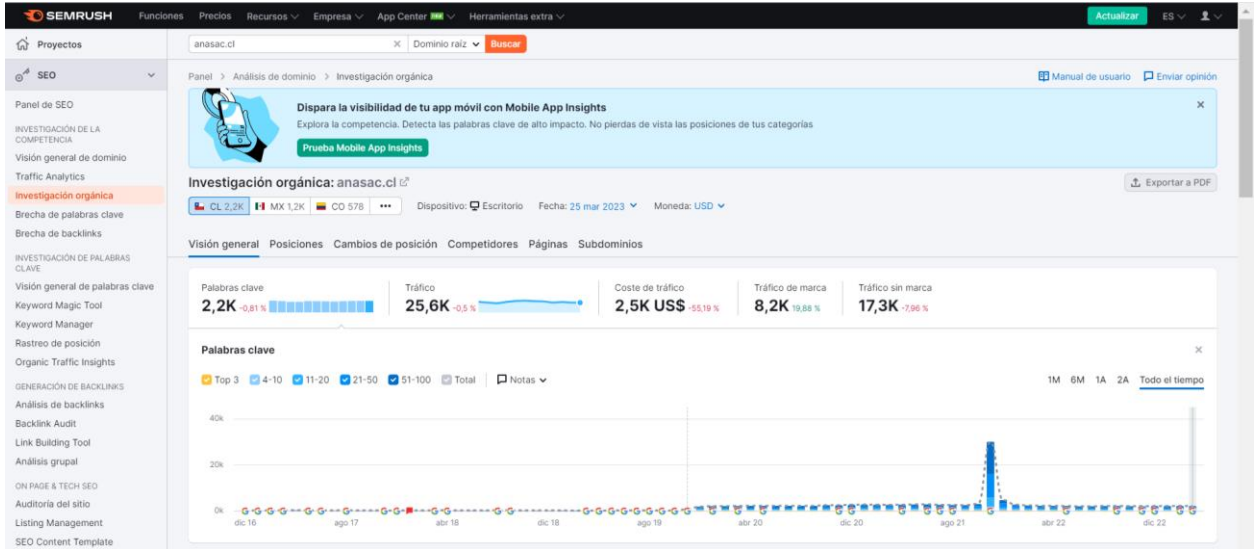 SEMRUSH
Funciones Precios Recursos Empresa App Center FREE Herramientas extra
Actualizar ES
Proyectos
anasac.cl Dominio raíz Buscar
SEO
Panel > Análisis de dominio > Investigación orgánica
Manual de usuario Enviar opinión
Panel de SEO
INVESTIGACIÓN DE LA
COMPETENCIA
Visión general de dominio
Traffic Analytics
Investigación orgánica
Brecha de palabras clave
Brecha de backlinks
INVESTIGACIÓN DE PALABRAS
CLAVE
Visión general de palabras clave
Keyword Magic Tool
Keyword Manager
Rastreo de posición
Organic Traffic Insights
GENERACIÓN DE BACKLINKS
Análisis de backlinks
Backlink Audit
Link Building Tool
Análisis grupal
ON PAGE & TECH SEO
Auditoría del sitio
Listing Management
SEO Content Template
Dispara la visibilidad de tu app móvil con Mobile App Insights
Explora la competencia. Detecta las palabras clave de alto impacto. No pierdas de vista las posiciones de tus categorías
Prueba Mobile App Insights
Investigación orgánica: anasac.cl
Exportar a PDF
CL 2,2K MX 1,2K CO 578 ••• Dispositivo: Escritorio Fecha: 25 mar 2023 Moneda: USD
Visión general Posiciones Cambios de posición Competidores Páginas Subdominios
Palabras clave Tráfico Coste de tráfico Tráfico de marca Tráfico sin marca
2,2K -0,81 % 25,6K -0,5 % 2,5K US$ -55,19 % 8,2K 19,88 % 17,3K -7,96 %
Palabras clave
Top 3 4-10 11-20 21-50 51-100 Total Notas
1M 6M 1A 2A Todo el tiempo
40k
20k
0k
dic 16 ago 17 abr 18 dic 18 ago 19 abr 20 dic 20 ago 21 abr 22 dic 22